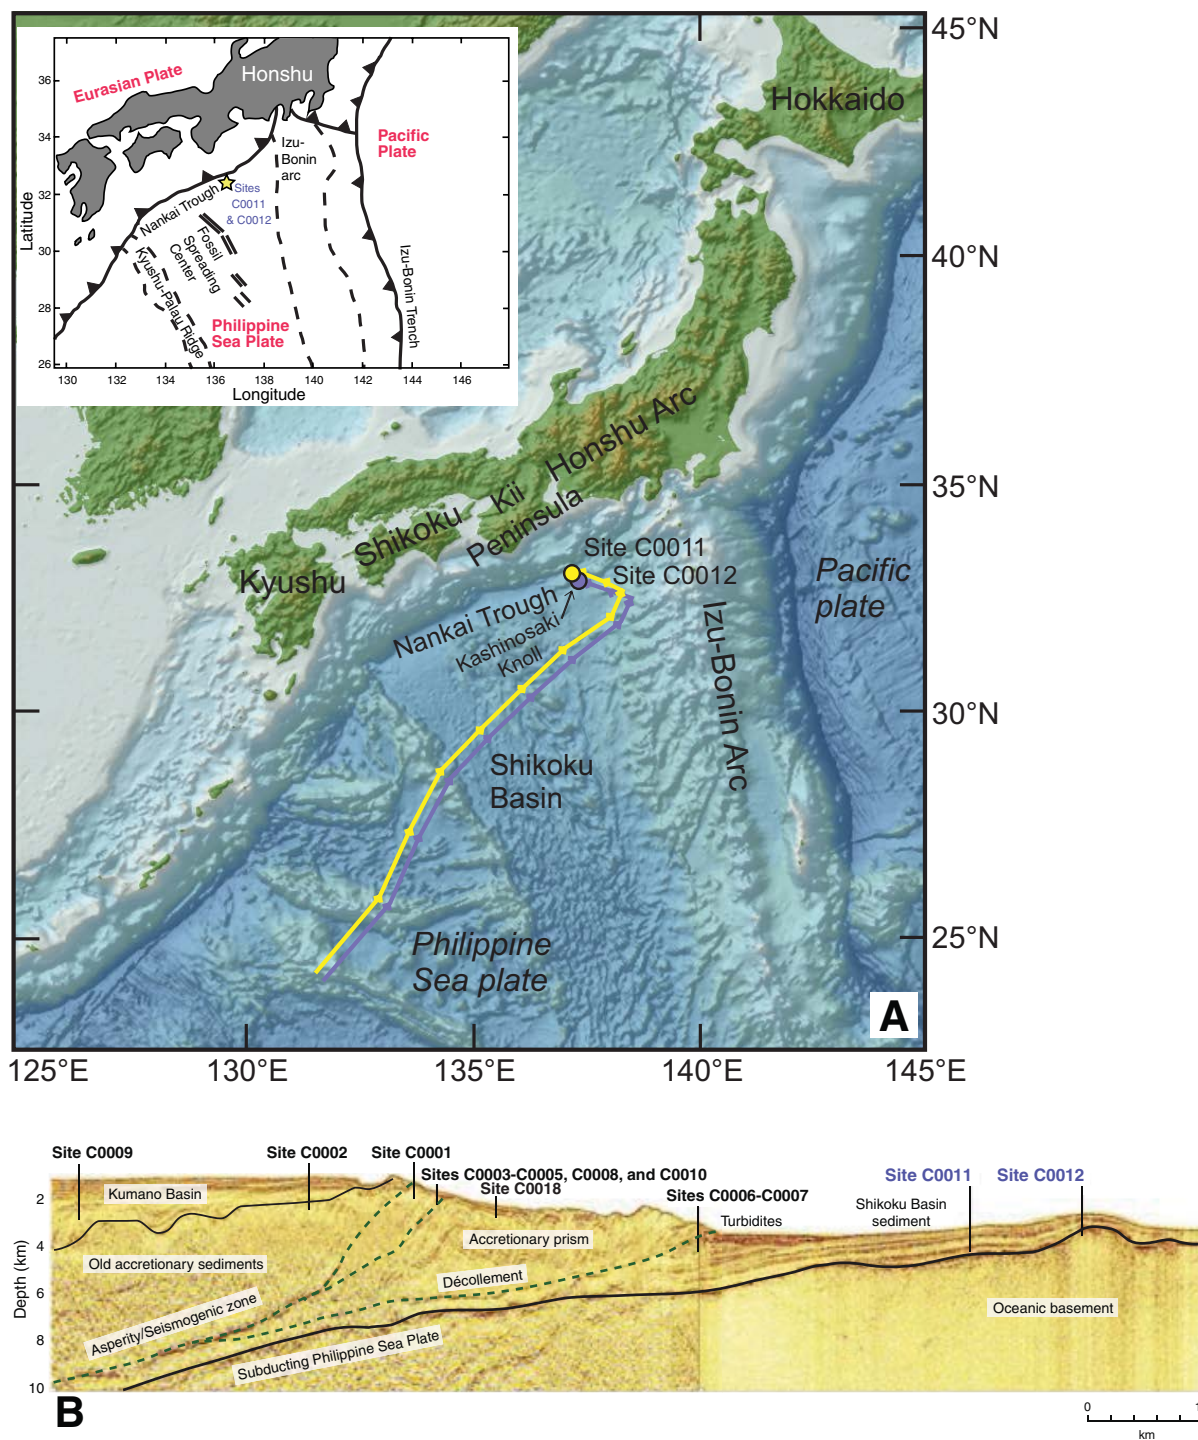 45°N
Hokkaido
40°N
Honshu Arc
35°N
Kii
Peninsula
Shikoku
Kyushu
Site C0011
Site C0012
Pacific
plate
Nankai Trough
Kashinosaki
Knoll
Izu-Bonin Arc
30°N
Shikoku
Basin
25°N
Philippine
Sea plate
A
125°E
130°E
135°E
140°E
145°E
Eurasian Plate
Honshu
Pacific
Plate
Izu-
Bonin
arc
Sites
C0011
& C0012
Nankai Trough
Fossil
Spreading
Center
Kyushu-Palau Ridge
Izu-Bonin Trench
Philippine
Sea Plate
Latitude
36
34
32
30
28
26
130
132
134
136
138
140
142
144
146
Longitude
Site C0009
Site C0002
Site C0001
Sites C0003-C0005, C0008, and C0010
Site C0018
Sites C0006-C0007
Site C0011
Site C0012
Kumano Basin
Turbidites
Shikoku Basin
sediment
Old accretionary sediments
Accretionary prism
Décollement
Asperity/Seismogenic zone
Subducting Philippine Sea Plate
Oceanic basement
Depth (km)
2
4
6
8
10
B
0
km